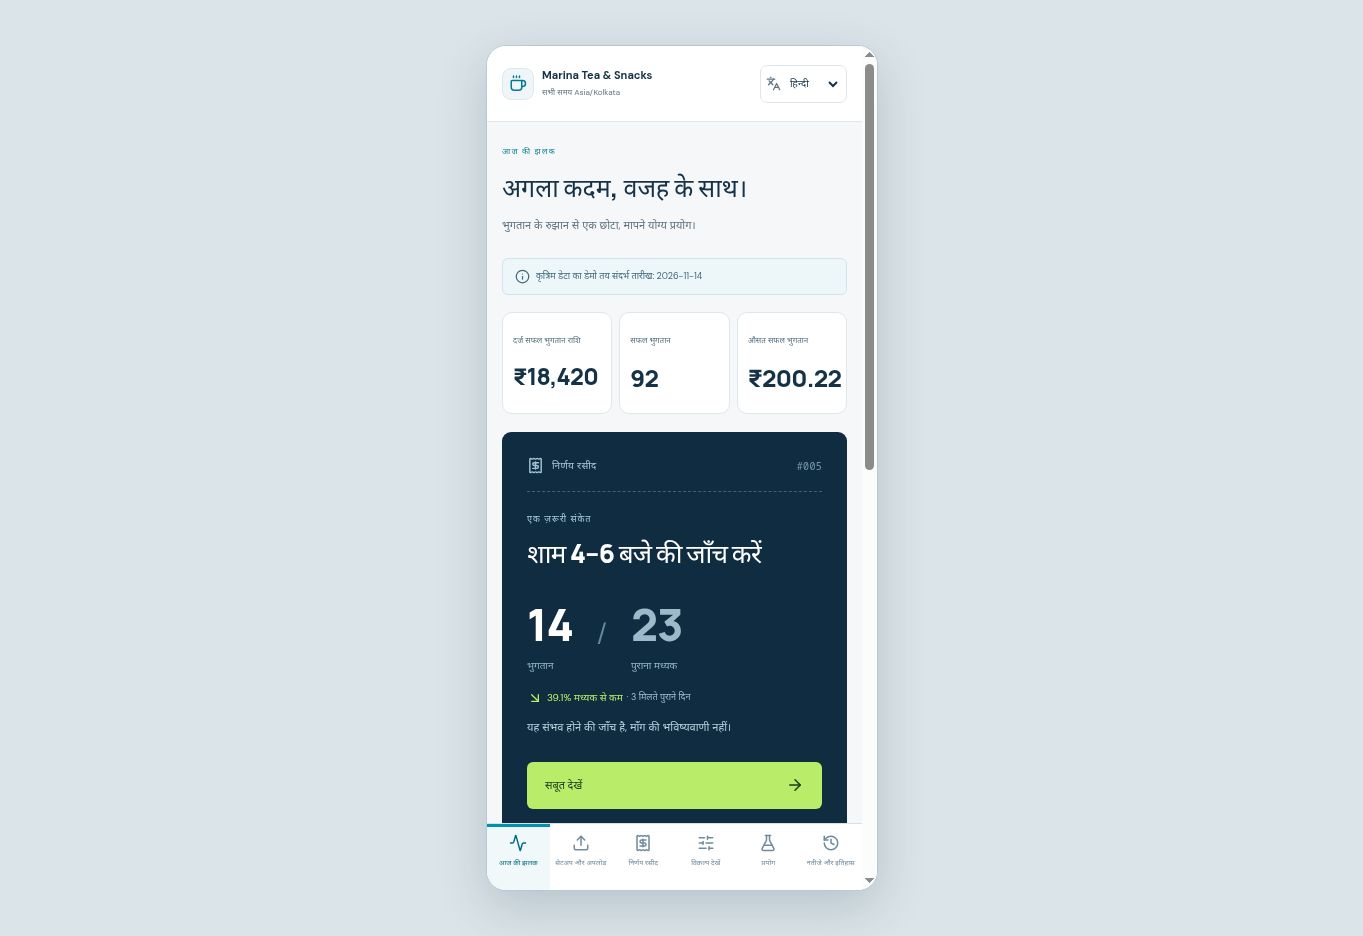 Marina Tea & Snacks
सभी समय Asia/Kolkata
हिन्दी
आज की झलक
अगला कदम, वजह के साथ।
भुगतान के रुझान से एक छोटा, मापने योग्य प्रयोग।
कृत्रिम डेटा का डेमो तय संदर्भ तारीख: 2026-11-14
दर्ज सफल भुगतान राशि
₹18,420
सफल भुगतान
92
औसत सफल भुगतान
₹200.22
निर्णय रसीद
#005
एक ज़रूरी संकेत
शाम 4–6 बजे की जाँच करें
14 / 23
भुगतान
पुराना मध्यक
39.1% मध्यक से कम · 3 मिलते पुराने दिन
यह संभव होने की जाँच है, माँग की भविष्यवाणी नहीं।
सबूत देखें
आज की झलक
सेटअप और अपलोड
निर्णय रसीद
विकल्प देखें
प्रयोग
नतीजे और इतिहास